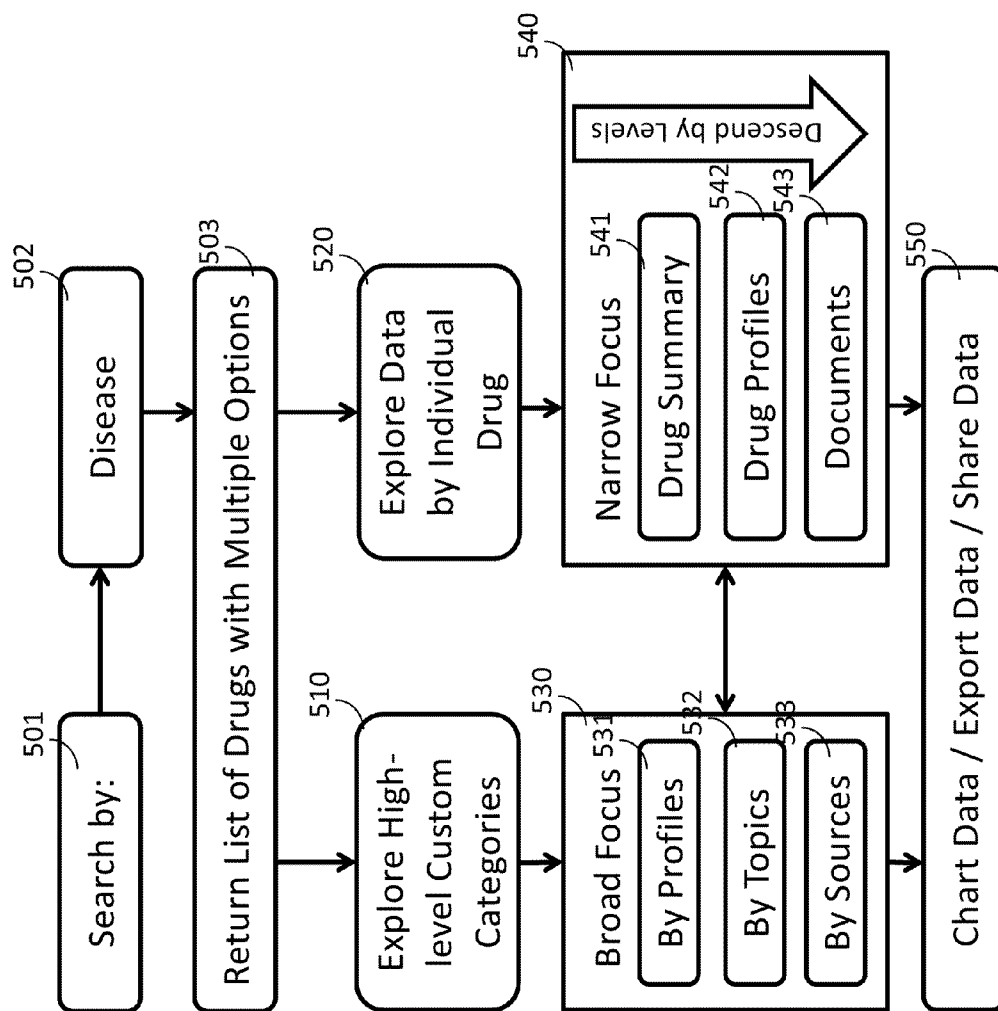 501
Search by:
502
Disease
503
Return List of Drugs with Multiple Options
510
Explore High-
level Custom
Categories
520
Explore Data
by Individual
Drug
530
Broad Focus
531
By Profiles
532
By Topics
533
By Sources
540
Narrow Focus
541
Drug Summary
542
Drug Profiles
543
Documents
Descend by Levels
550
Chart Data / Export Data / Share Data